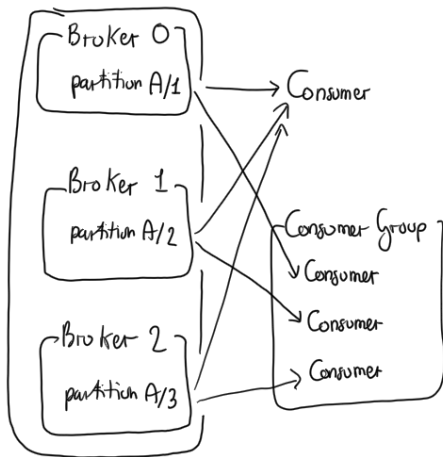 Broker 0
partition A/1
Consumer
Broker 1
partition A/2
Consumer Group
Consumer
Consumer
Broker 2
partition A/3
Consumer